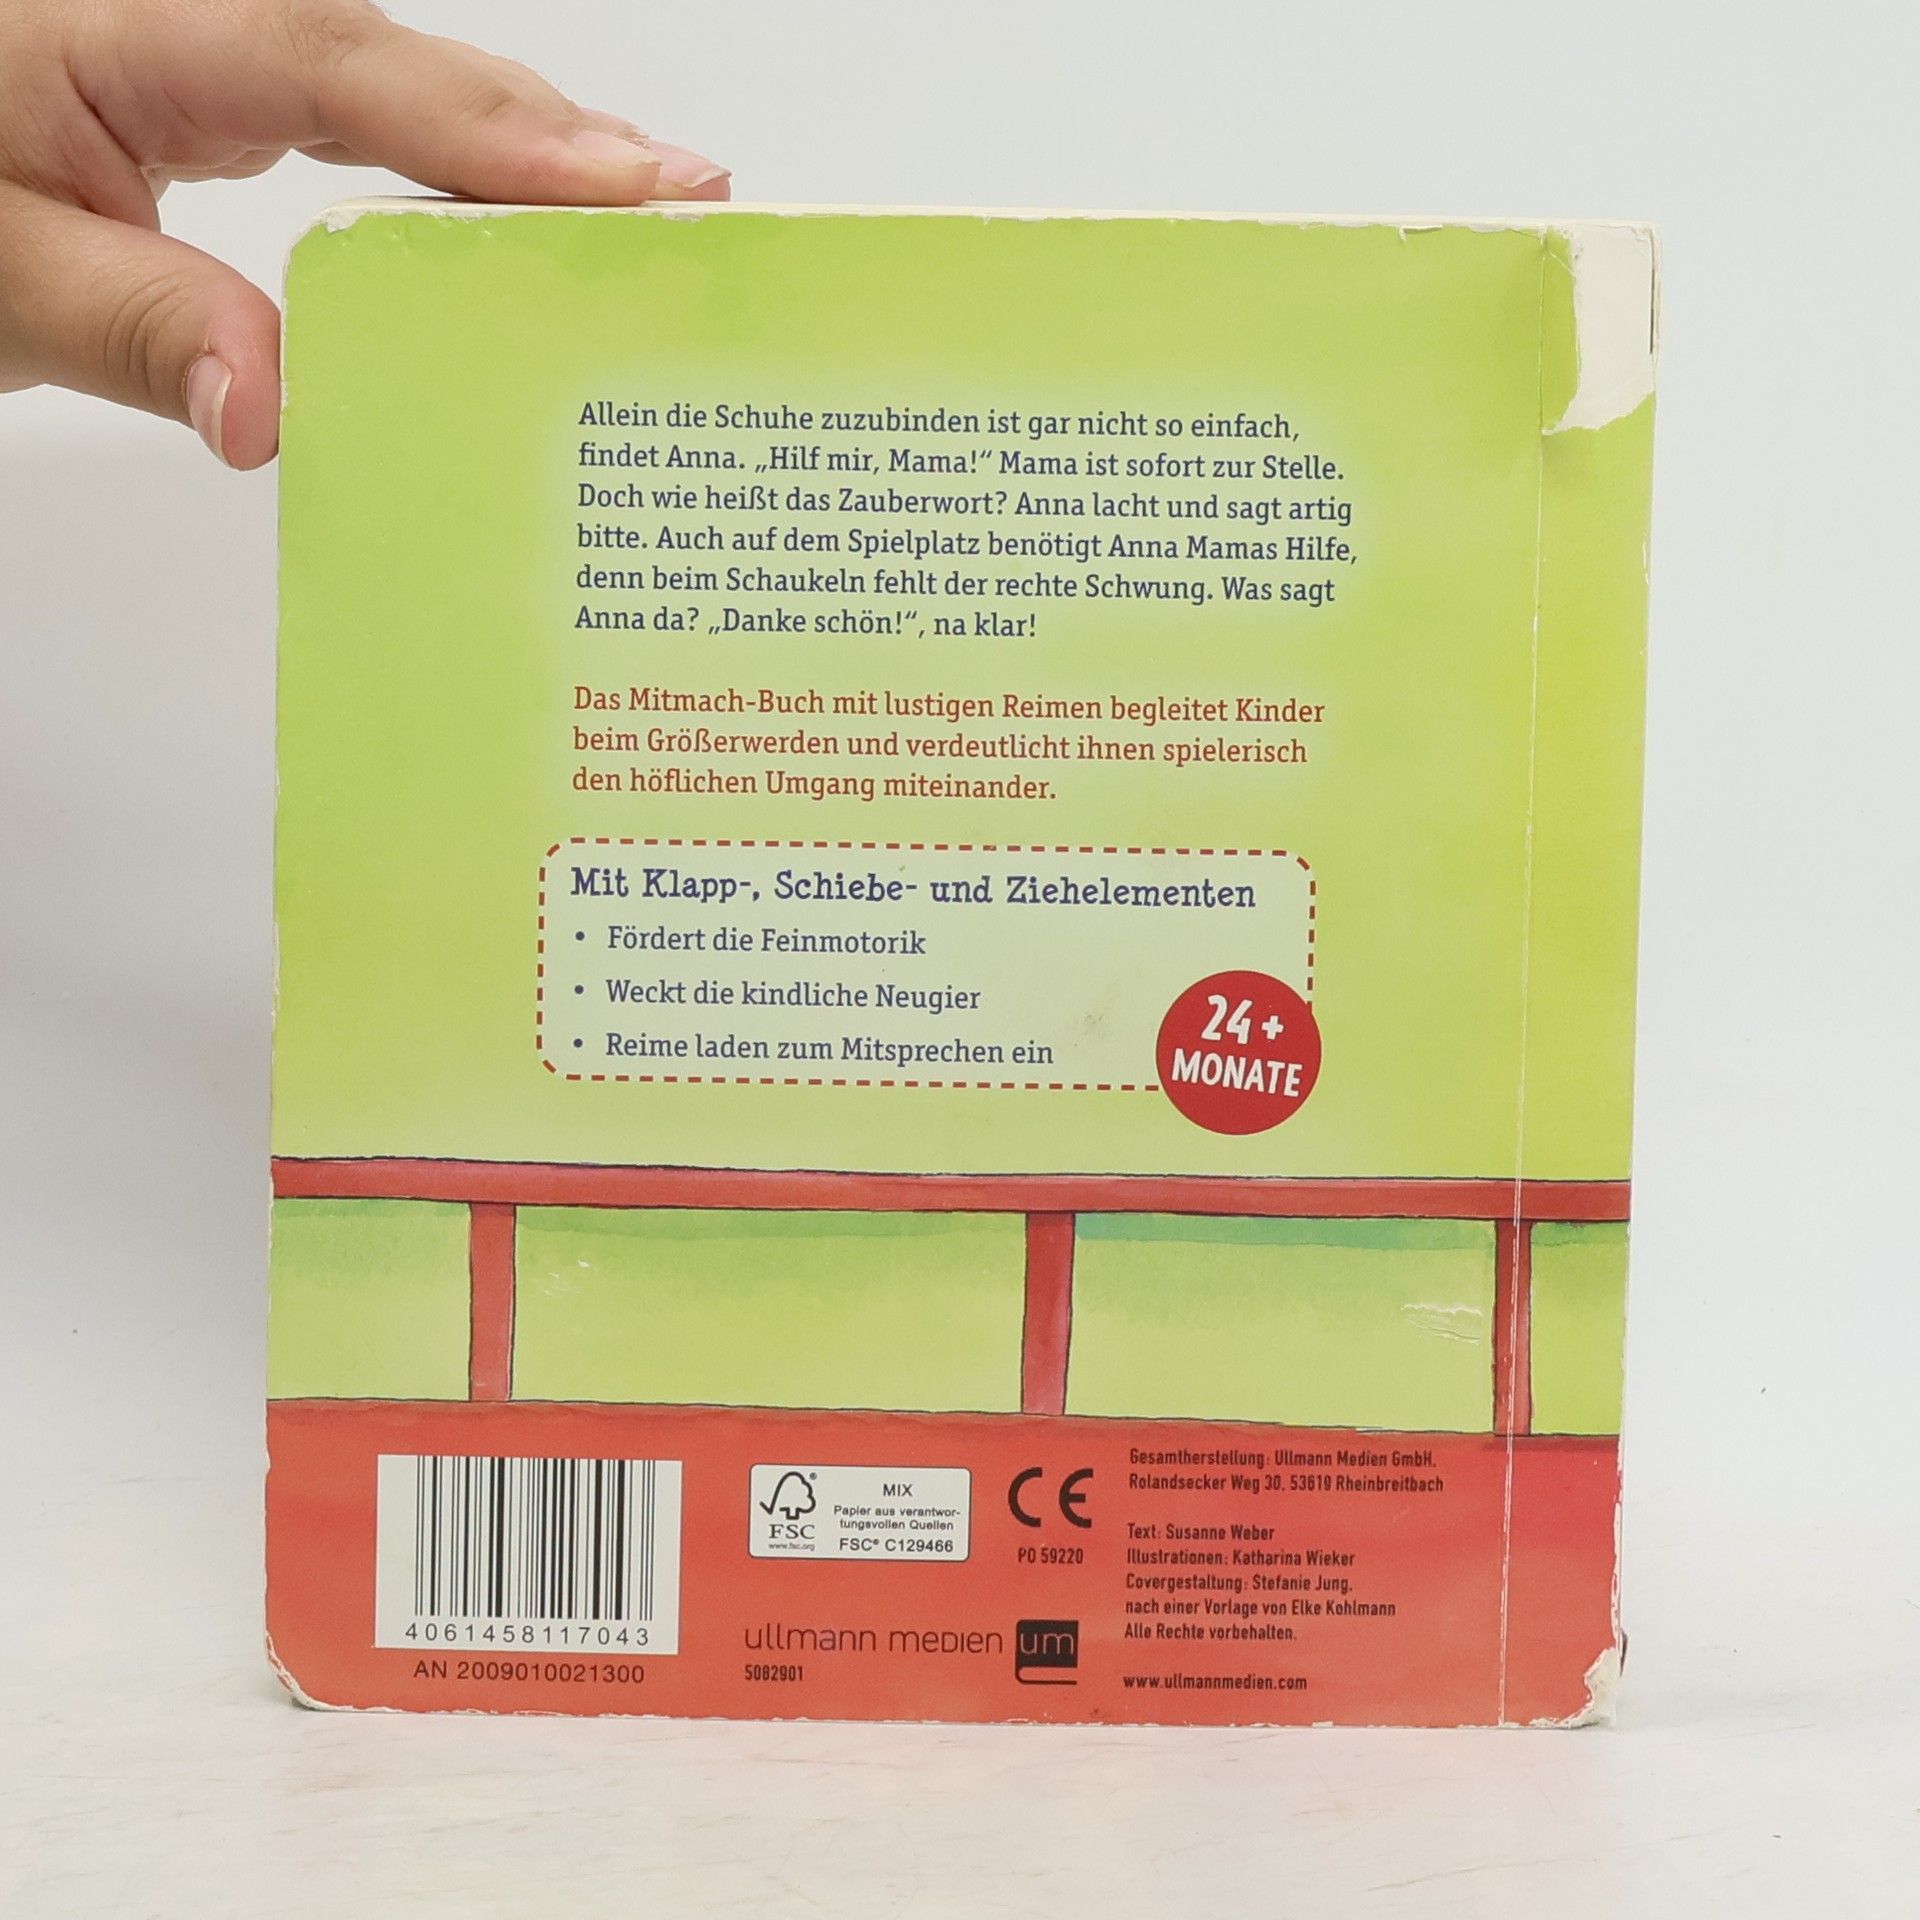 Allein die Schuhe zuzubinden ist gar nicht so einfach,
findet Anna. „Hilf mir, Mama!“ Mama ist sofort zur Stelle.
Doch wie heißt das Zauberwort? Anna lacht und sagt artig
bitte. Auch auf dem Spielplatz benötigt Anna Mamas Hilfe,
denn beim Schaukeln fehlt der rechte Schwung. Was sagt
Anna da? „Danke schön!“, na klar!
Das Mitmach-Buch mit lustigen Reimen begleitet Kinder
beim Größerwerden und verdeutlicht ihnen spielerisch
den höflichen Umgang miteinander.
Mit Klapp-, Schiebe- und Ziehelementen
• Fördert die Feinmotorik
• Weckt die kindliche Neugier
• Reime laden zum Mitsprechen ein
24+
MONATE
4061458117043
AN 2009010021300
FSC
www.fsc.org
MIX
Papier aus verantwor-
tungsvollen Quellen
FSC® C129466
CE
PO 59220
ullmann medien um
5082901
Gesamtherstellung: Ullmann Medien GmbH.
Rolandsecker Weg 30. 53619 Rheinbreitbach
Text: Susanne Weber
Illustrationen: Katharina Wieker
Covergestaltung: Stefanie Jung.
nach einer Vorlage von Elke Kohlmann
Alle Rechte vorbehalten.
www.ullmannmedien.com